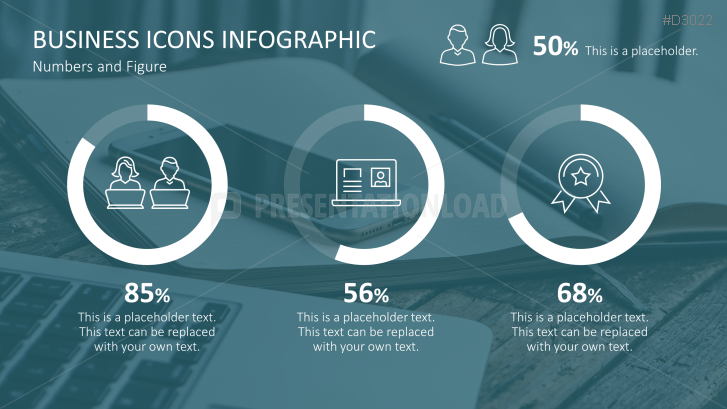 #D3022
BUSINESS ICONS INFOGRAPHIC
Numbers and Figure
50% This is a placeholder.
PRESENTATIONLOAD
85%
This is a placeholder text.
This text can be replaced
with your own text.
56%
This is a placeholder text.
This text can be replaced
with your own text.
68%
This is a placeholder text.
This text can be replaced
with your own text.